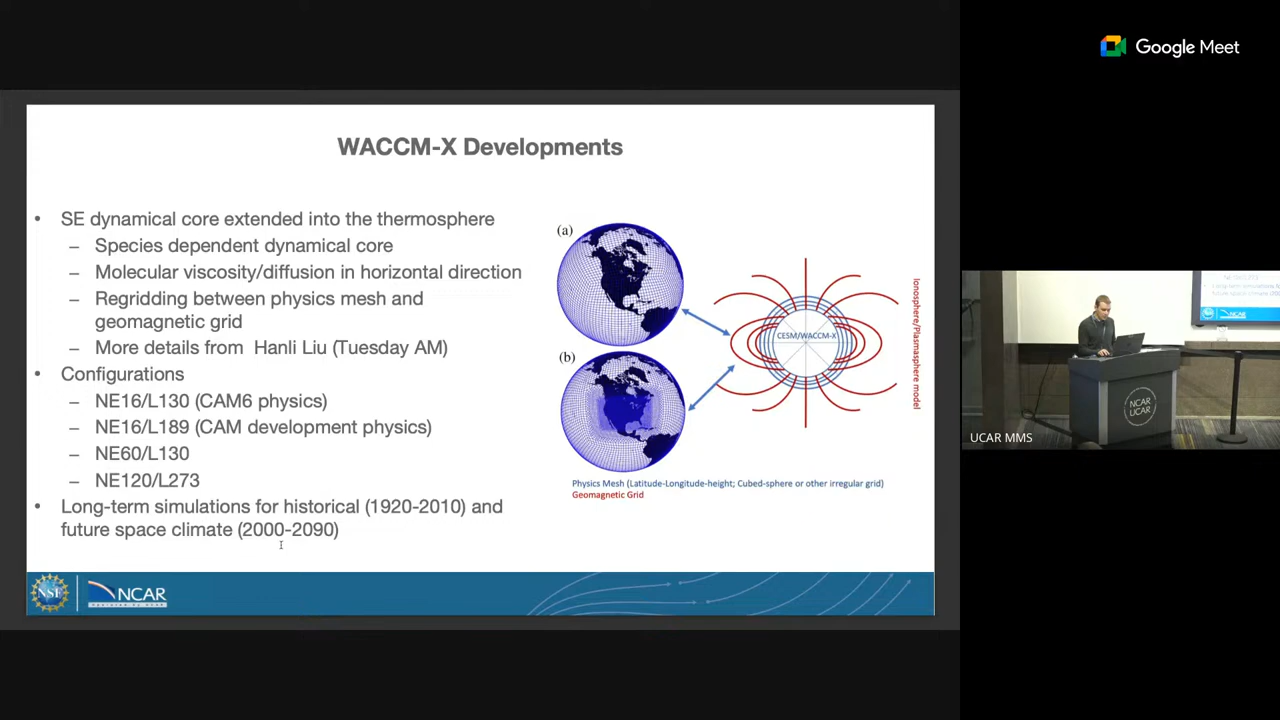 Google Meet
WACCM-X Developments
• SE dynamical core extended into the thermosphere
– Species dependent dynamical core
– Molecular viscosity/diffusion in horizontal direction
– Regridding between physics mesh and
geomagnetic grid
– More details from Hanli Liu (Tuesday AM)
• Configurations
– NE16/L130 (CAM6 physics)
– NE16/L189 (CAM development physics)
– NE60/L130
– NE120/L273
• Long-term simulations for historical (1920-2010) and
future space climate (2000-2090)
(a)
(b)
CESM/WACCM-X
Ionosphere/Plasmasphere model
Physics Mesh (Latitude-Longitude-height; Cubed-sphere or other irregular grid)
Geomagnetic Grid
NSF
NCAR
NCAR
UCAR
UCAR MMS